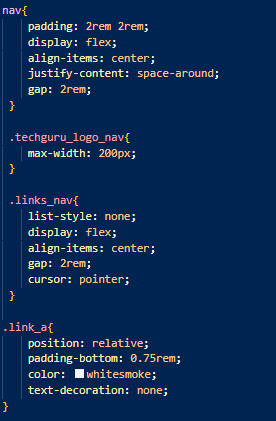 nav{
padding: 2rem 2rem;
display: flex;
align-items: center;
justify-content: space-around;
gap: 2rem;
}
.techguru_logo_nav{
max-width: 200px;
}
.links_nav{
list-style: none;
display: flex;
align-items: center;
gap: 2rem;
cursor: pointer;
}
.link_a{
position: relative;
padding-bottom: 0.75rem;
color: whitesmoke;
text-decoration: none;
}